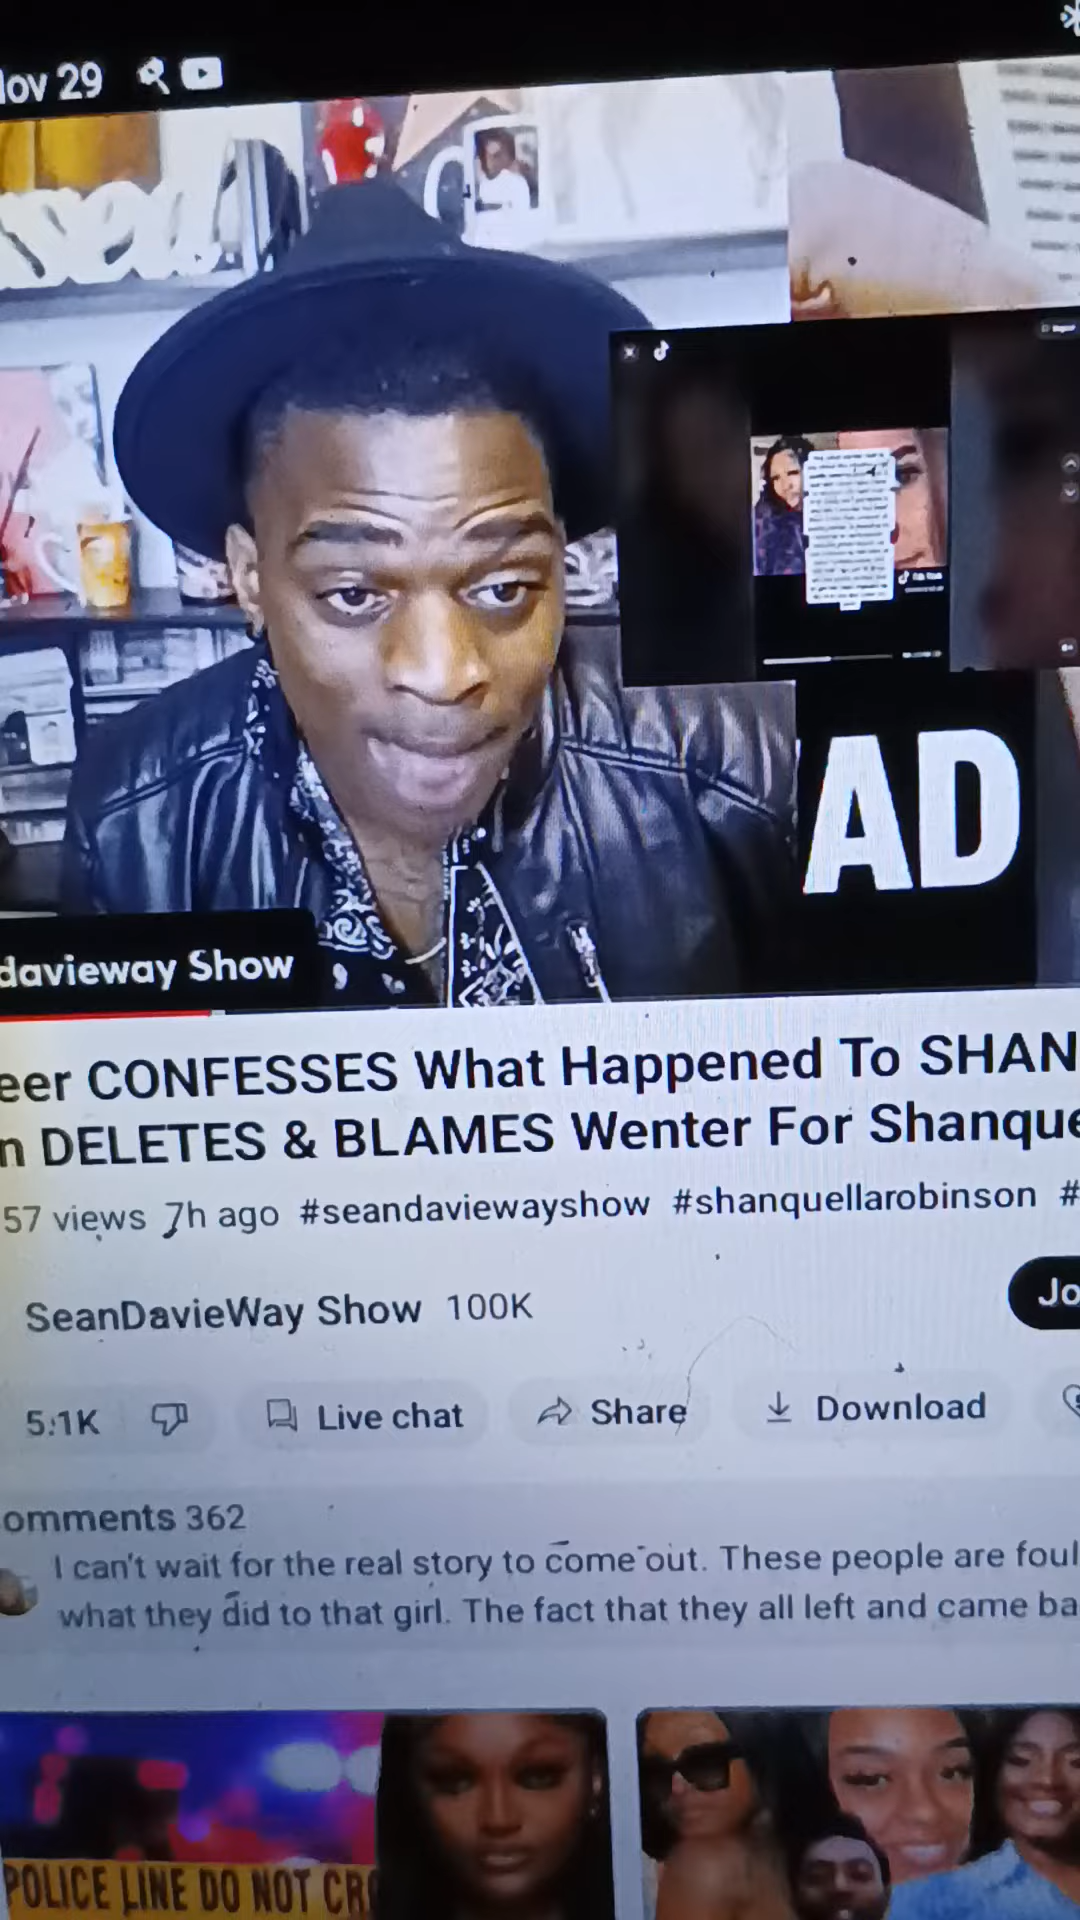 ov 29
AD
davieway Show
eer CONFESSES What Happened To SHAN
n DELETES & BLAMES Wenter For Shanque
57 views 7h ago #seandaviewayshow #shanquellarobinson #
SeanDavieWay Show 100K
Jo
5.1K
Live chat
Share
Download
omments 362
I can't wait for the real story to come out. These people are foul
what they did to that girl. The fact that they all left and came ba
POLICE LINE DO NOT CR